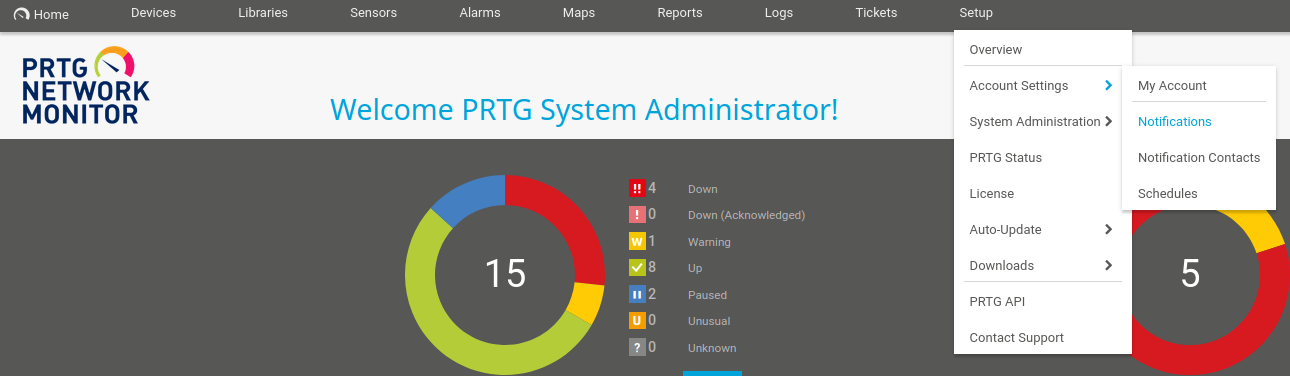 Home Devices Libraries Sensors Alarms Maps Reports Logs Tickets Setup
PRTG
NETWORK
MONITOR
Welcome PRTG System Administrator!
Overview
Account Settings
System Administration
PRTG Status
License
Auto-Update
Downloads
PRTG API
Contact Support
My Account
Notifications
Notification Contacts
Schedules
15
!! 4 Down
! 0 Down (Acknowledged)
W 1 Warning
8 Up
2 Paused
U 0 Unusual
? 0 Unknown
5